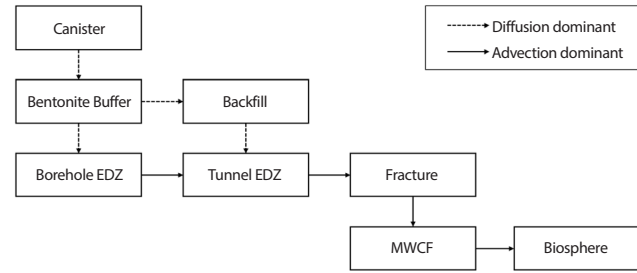 Canister
Diffusion dominant
Advection dominant
Bentonite Buffer
Backfill
Borehole EDZ
Tunnel EDZ
Fracture
MWCF
Biosphere